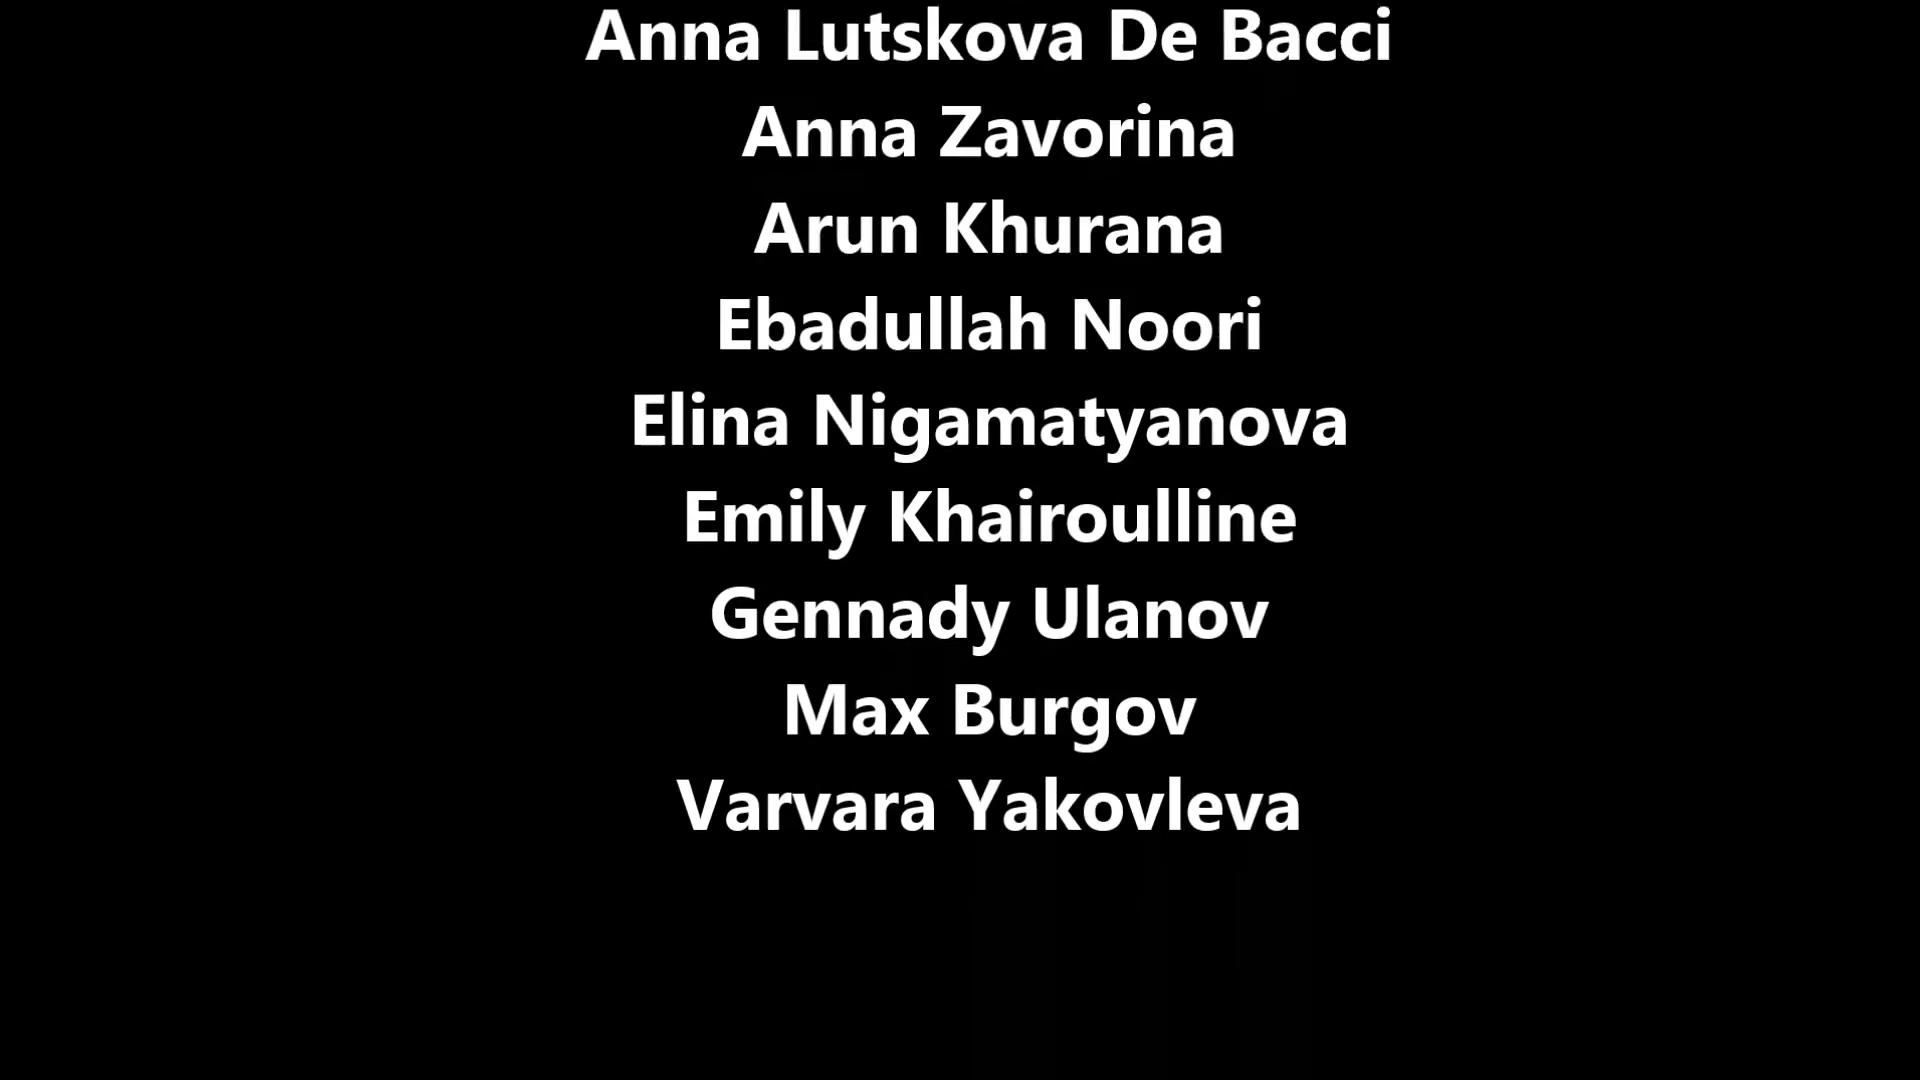 Anna Lutskova De Bacci
Anna Zavorina
Arun Khurana
Ebadullah Noori
Elina Nigamatyanova
Emily Khairoulline
Gennady Ulanov
Max Burgov
Varvara Yakovleva